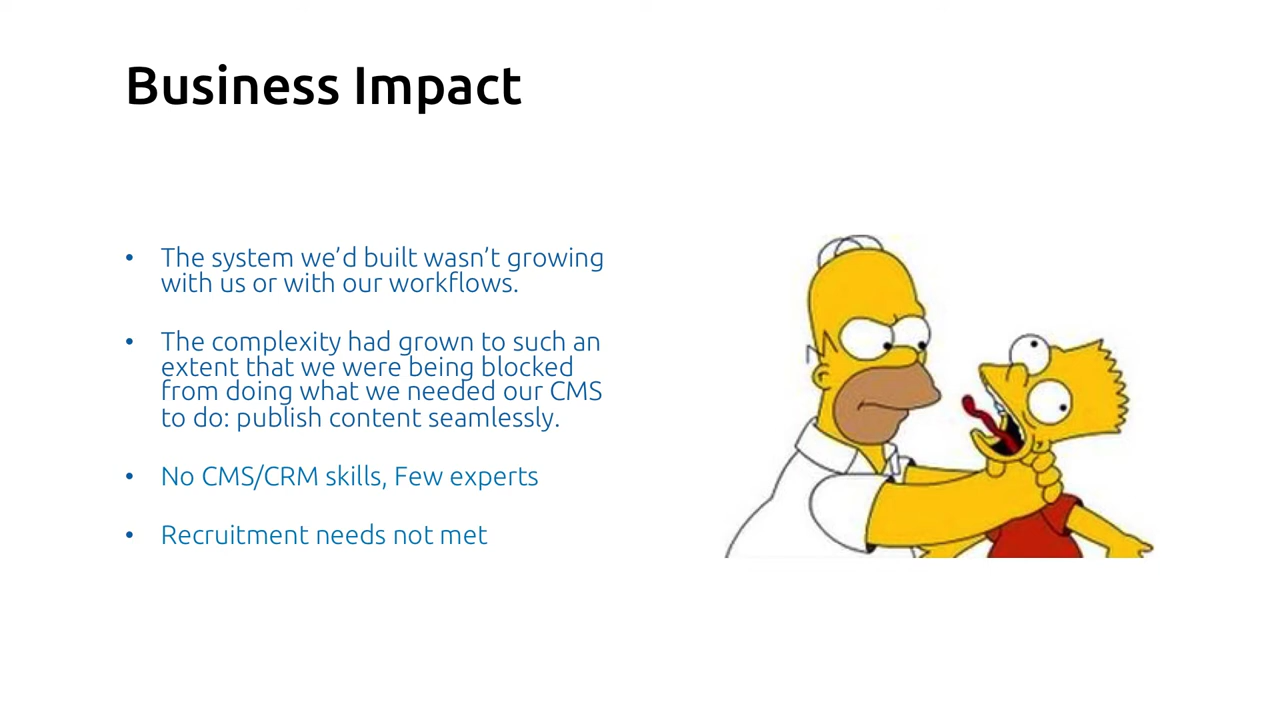 Business Impact
• The system we’d built wasn’t growing
with us or with our workflows.
• The complexity had grown to such an
extent that we were being blocked
from doing what we needed our CMS
to do: publish content seamlessly.
• No CMS/CRM skills, Few experts
• Recruitment needs not met